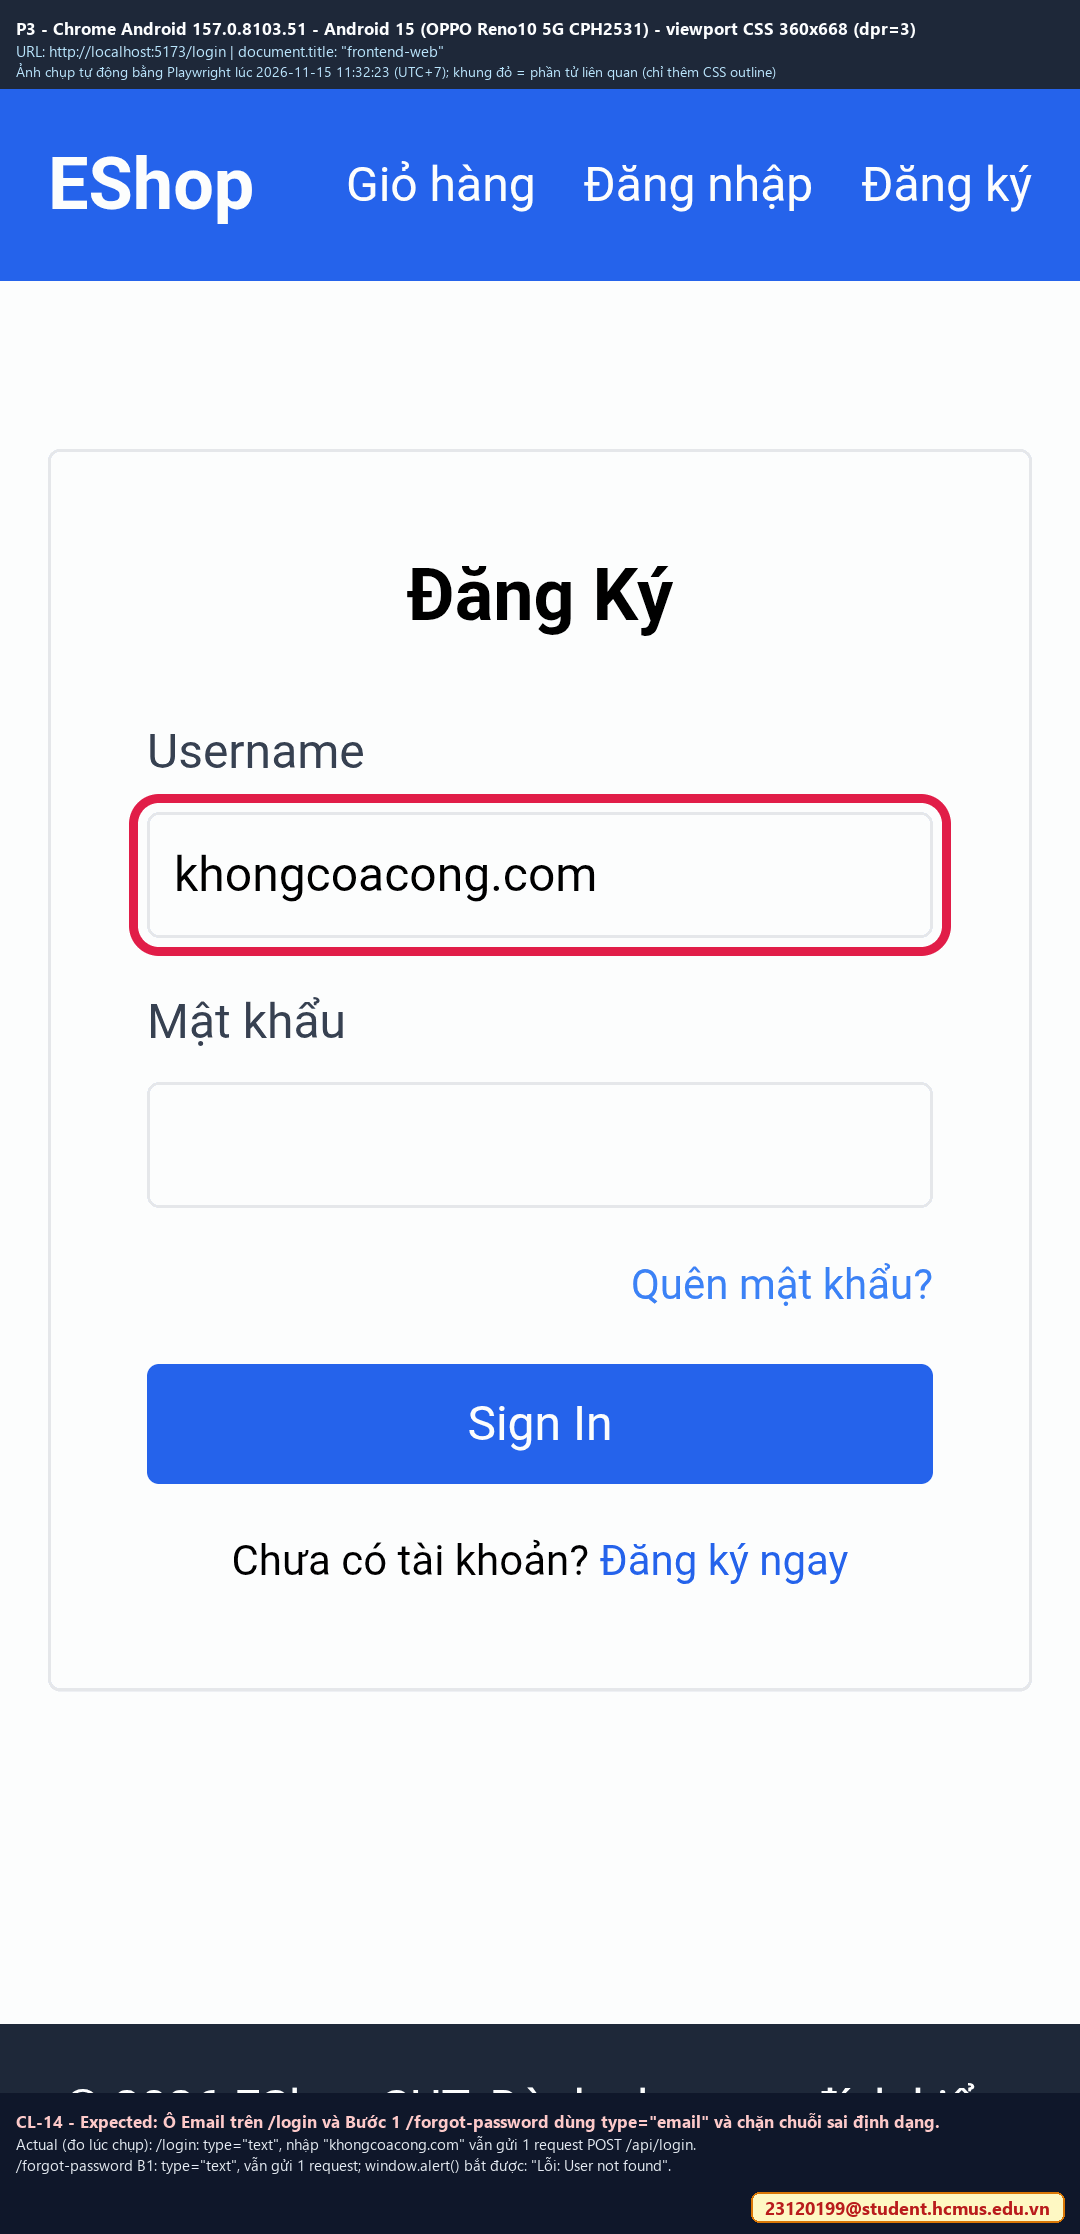 P3 - Chrome Android 157.0.8103.51 - Android 15 (OPPO Reno10 5G CPH2531) - viewport CSS 360x668 (dpr=3)
URL: http://localhost:5173/login | document.title: "frontend-web"
Ảnh chụp tự động bằng Playwright lúc 2026-11-15 11:32:23 (UTC+7); khung đỏ = phần tử liên quan (chỉ thêm CSS outline)
EShop Giỏ hàng Đăng nhập Đăng ký
Đăng Ký
Username
khongcoacong.com
Mật khẩu
Quên mật khẩu?
Sign In
Chưa có tài khoản? Đăng ký ngay
CL-14 - Expected: Ô Email trên /login và Bước 1 /forgot-password dùng type="email" và chặn chuỗi sai định dạng.
Actual (đo lúc chụp): /login: type="text", nhập "khongcoacong.com" vẫn gửi 1 request POST /api/login.
/forgot-password B1: type="text", vẫn gửi 1 request; window.alert() bắt được: "Lỗi: User not found".
23120199@student.hcmus.edu.vn